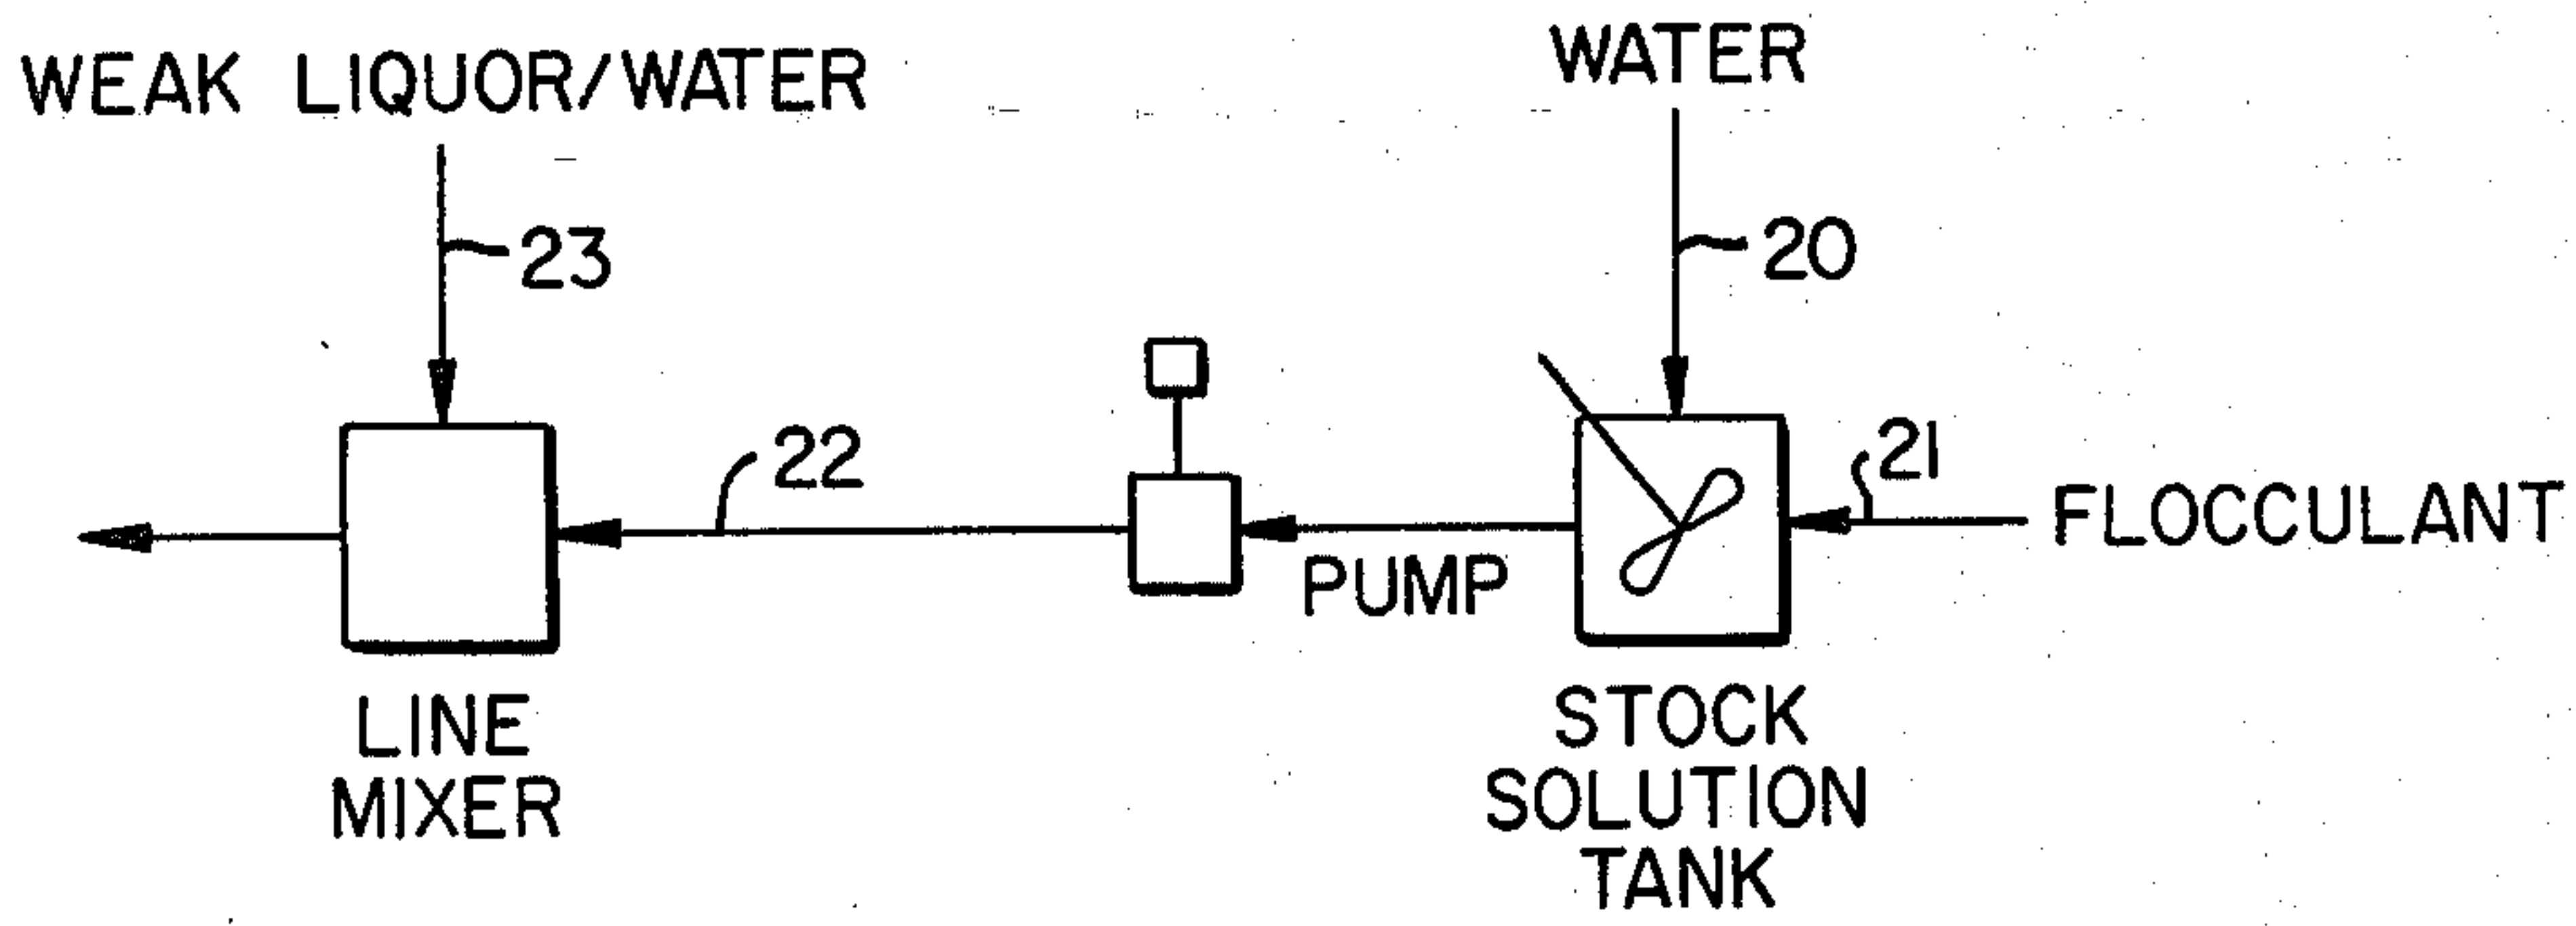 WEAK LIQUOR/WATER
WATER
23
20
22
21
FLOCCULANT
PUMP
LINE
MIXER
STOCK
SOLUTION
TANK